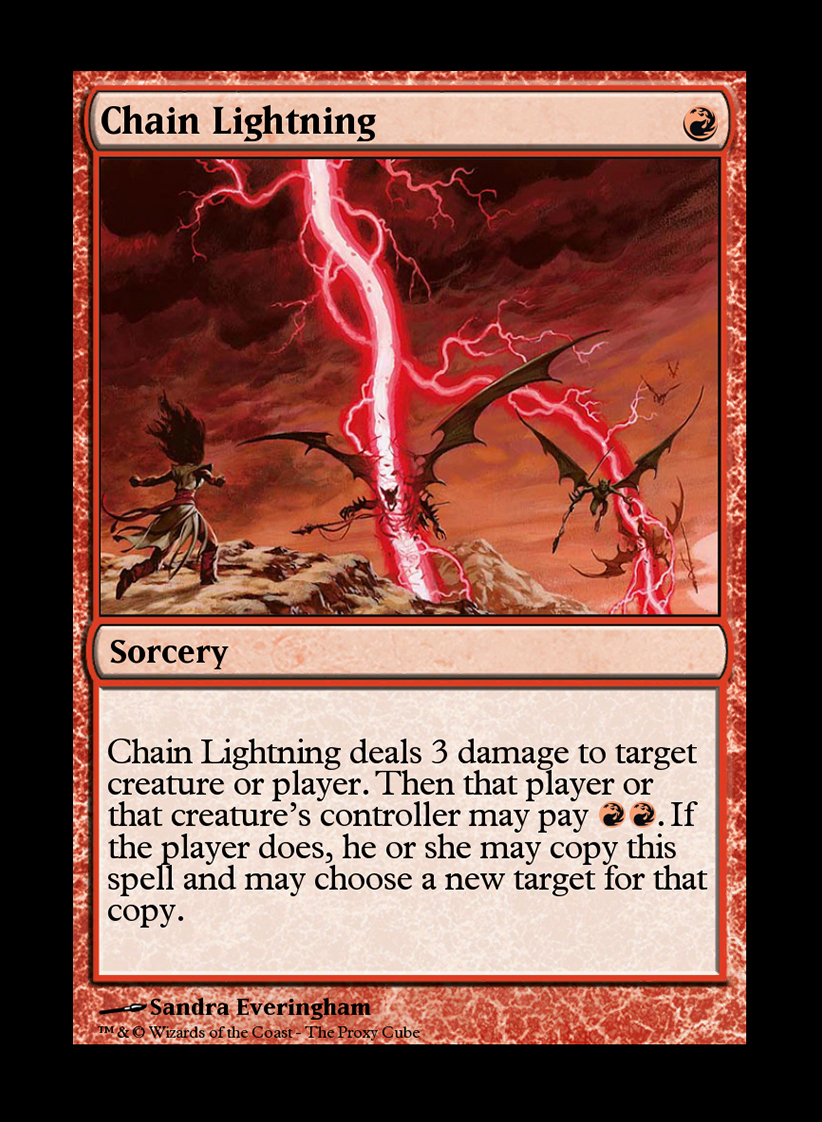 Chain Lightning
Sorcery
Chain Lightning deals 3 damage to target
creature or player. Then that player or
that creature's controller may pay . If
the player does, he or she may copy this
spell and may choose a new target for that
copy.
Sandra Everingham
™ & © Wizards of the Coast - The Proxy Cube